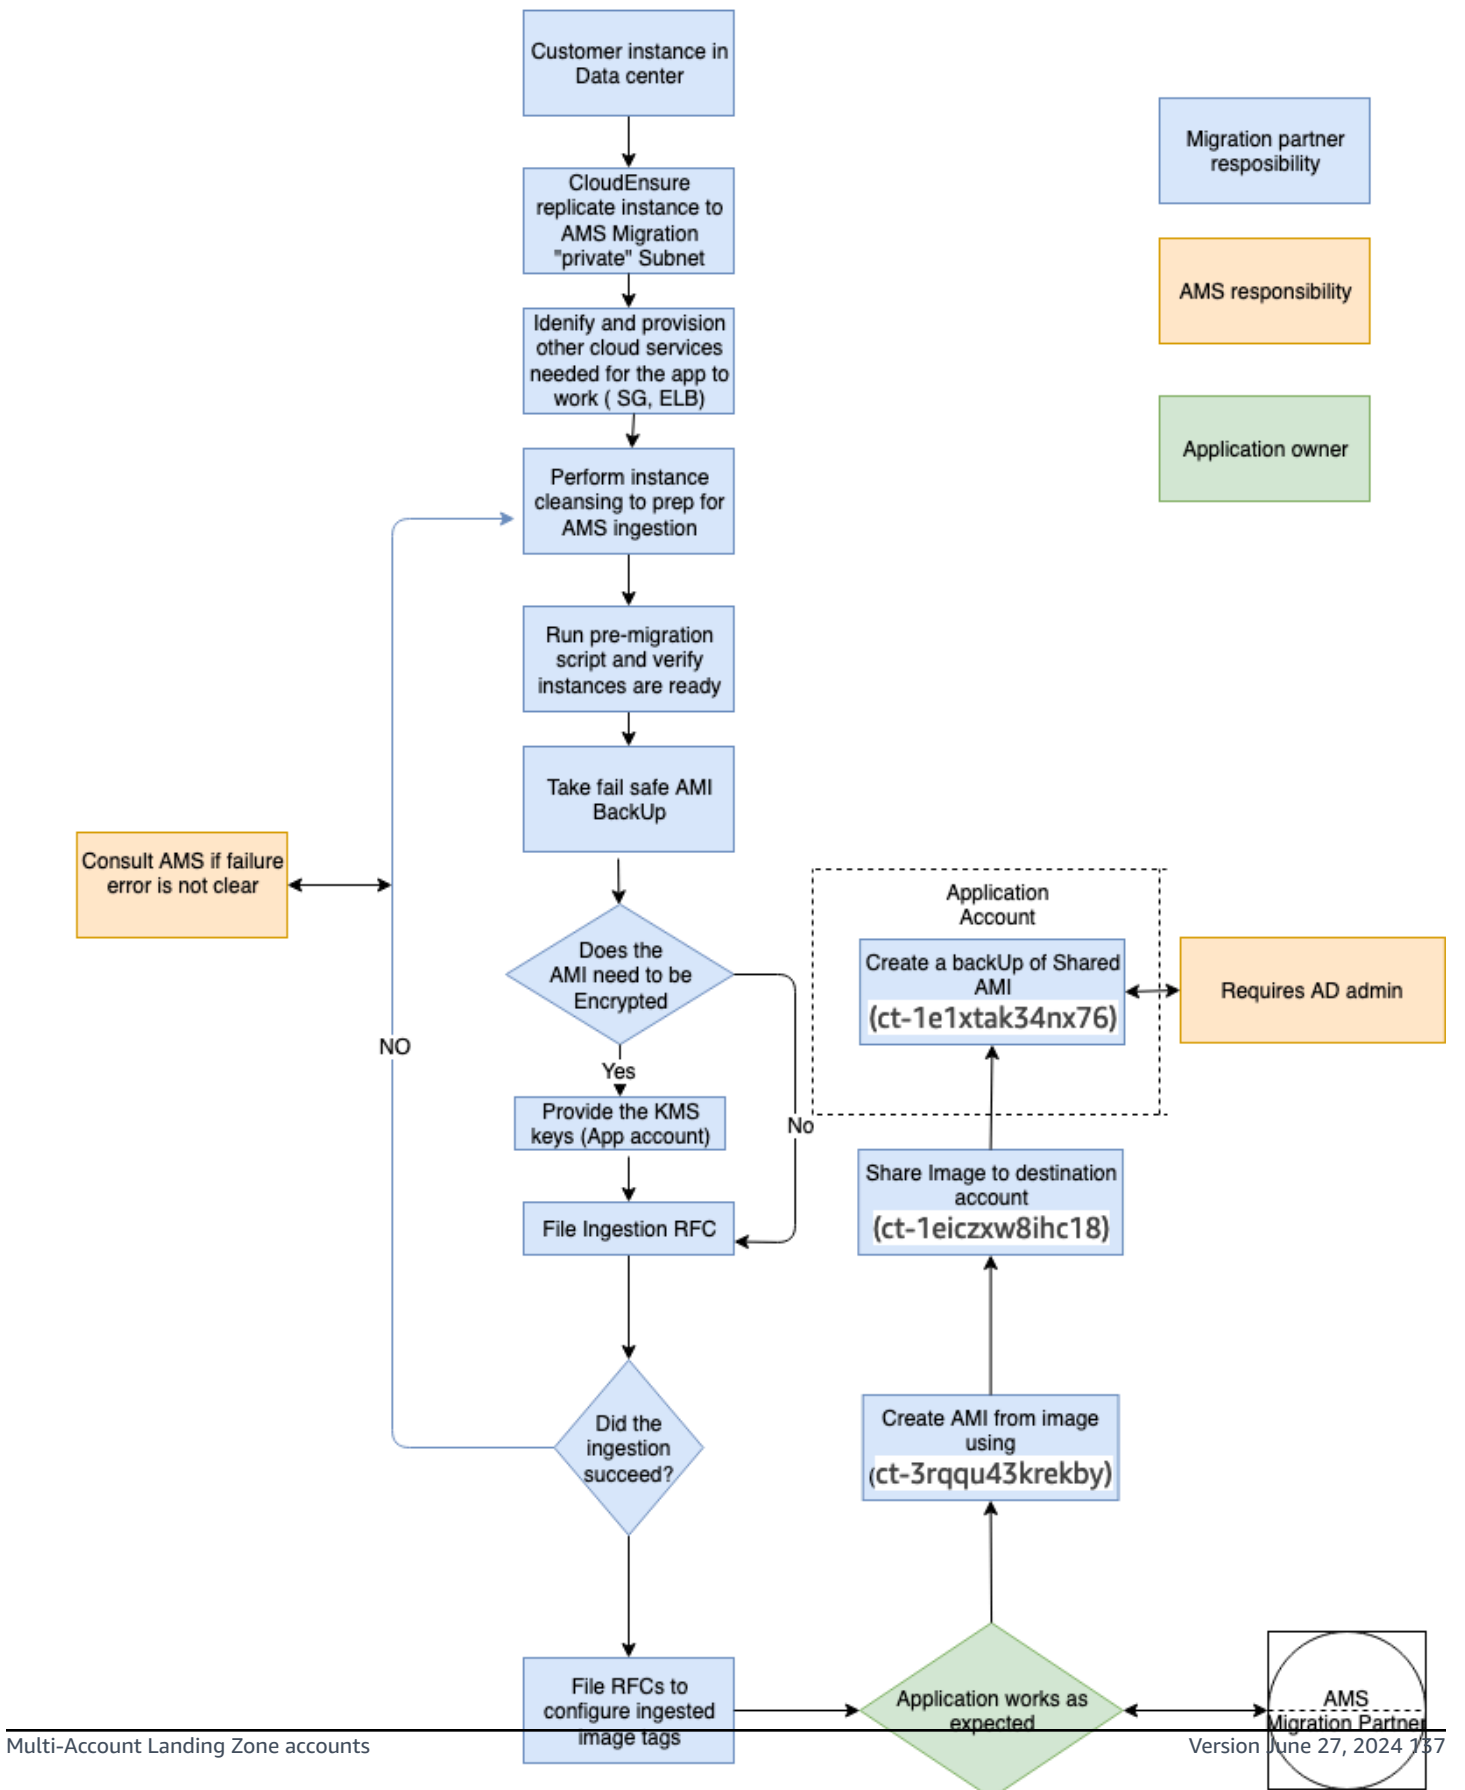 Customer instance in
Data center
CloudEnsure
replicate instance to
AMS Migration
"private" Subnet
Idenify and provision
other cloud services
needed for the app to
work ( SG, ELB)
Perform instance
cleansing to prep for
AMS ingestion
Run pre-migration
script and verify
instances are ready
Take fail safe AMI
BackUp
Does the
AMI need to be
Encrypted
Yes
No
Provide the KMS
keys (App account)
File Ingestion RFC
Did the
ingestion
succeed?
NO
Consult AMS if failure
error is not clear
File RFCs to
configure ingested
image tags
Application works as
expected
AMS
Migration Partner
Create AMI from image
using
(ct-3rqqu43krekby)
Share Image to destination
account
(ct-1eiczxw8ihc18)
Application
Account
Create a backUp of Shared
AMI
(ct-1e1xtak34nx76)
Requires AD admin
Migration partner
resposibility
AMS responsibility
Application owner
Multi-Account Landing Zone accounts
Version June 27, 2024 137